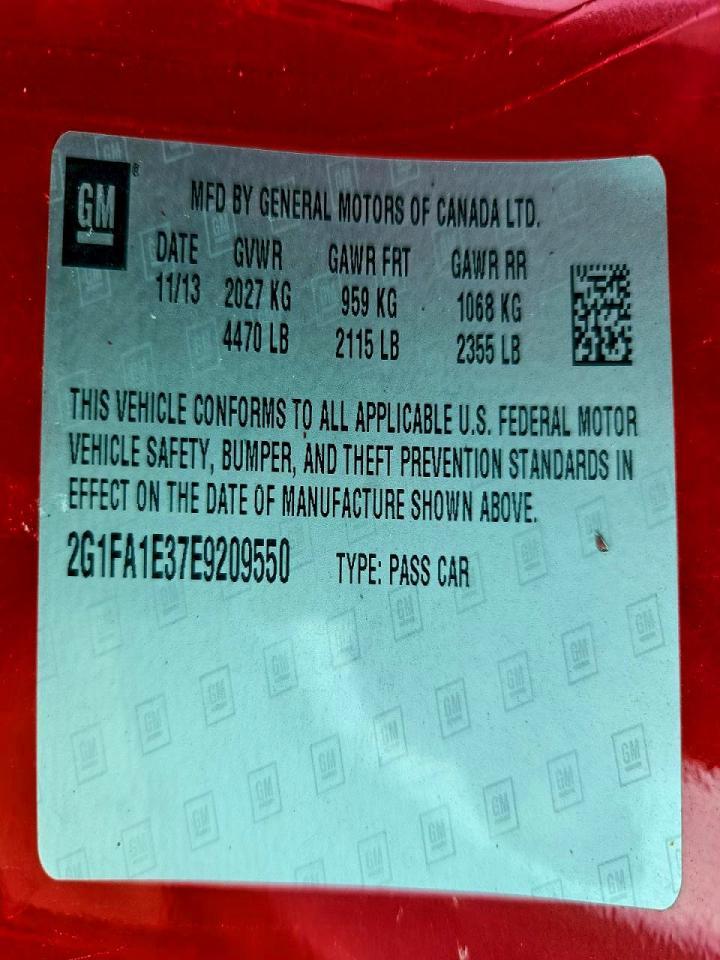 GM
MFD BY GENERAL MOTORS OF CANADA LTD.
DATE GVWR GAWR FRT GAWR RR
11/13 2027 KG 959 KG 1068 KG
4470 LB 2115 LB 2355 LB
THIS VEHICLE CONFORMS TO ALL APPLICABLE U.S. FEDERAL MOTOR
VEHICLE SAFETY, BUMPER, AND THEFT PREVENTION STANDARDS IN
EFFECT ON THE DATE OF MANUFACTURE SHOWN ABOVE.
2G1FA1E37E9209550 TYPE: PASS CAR